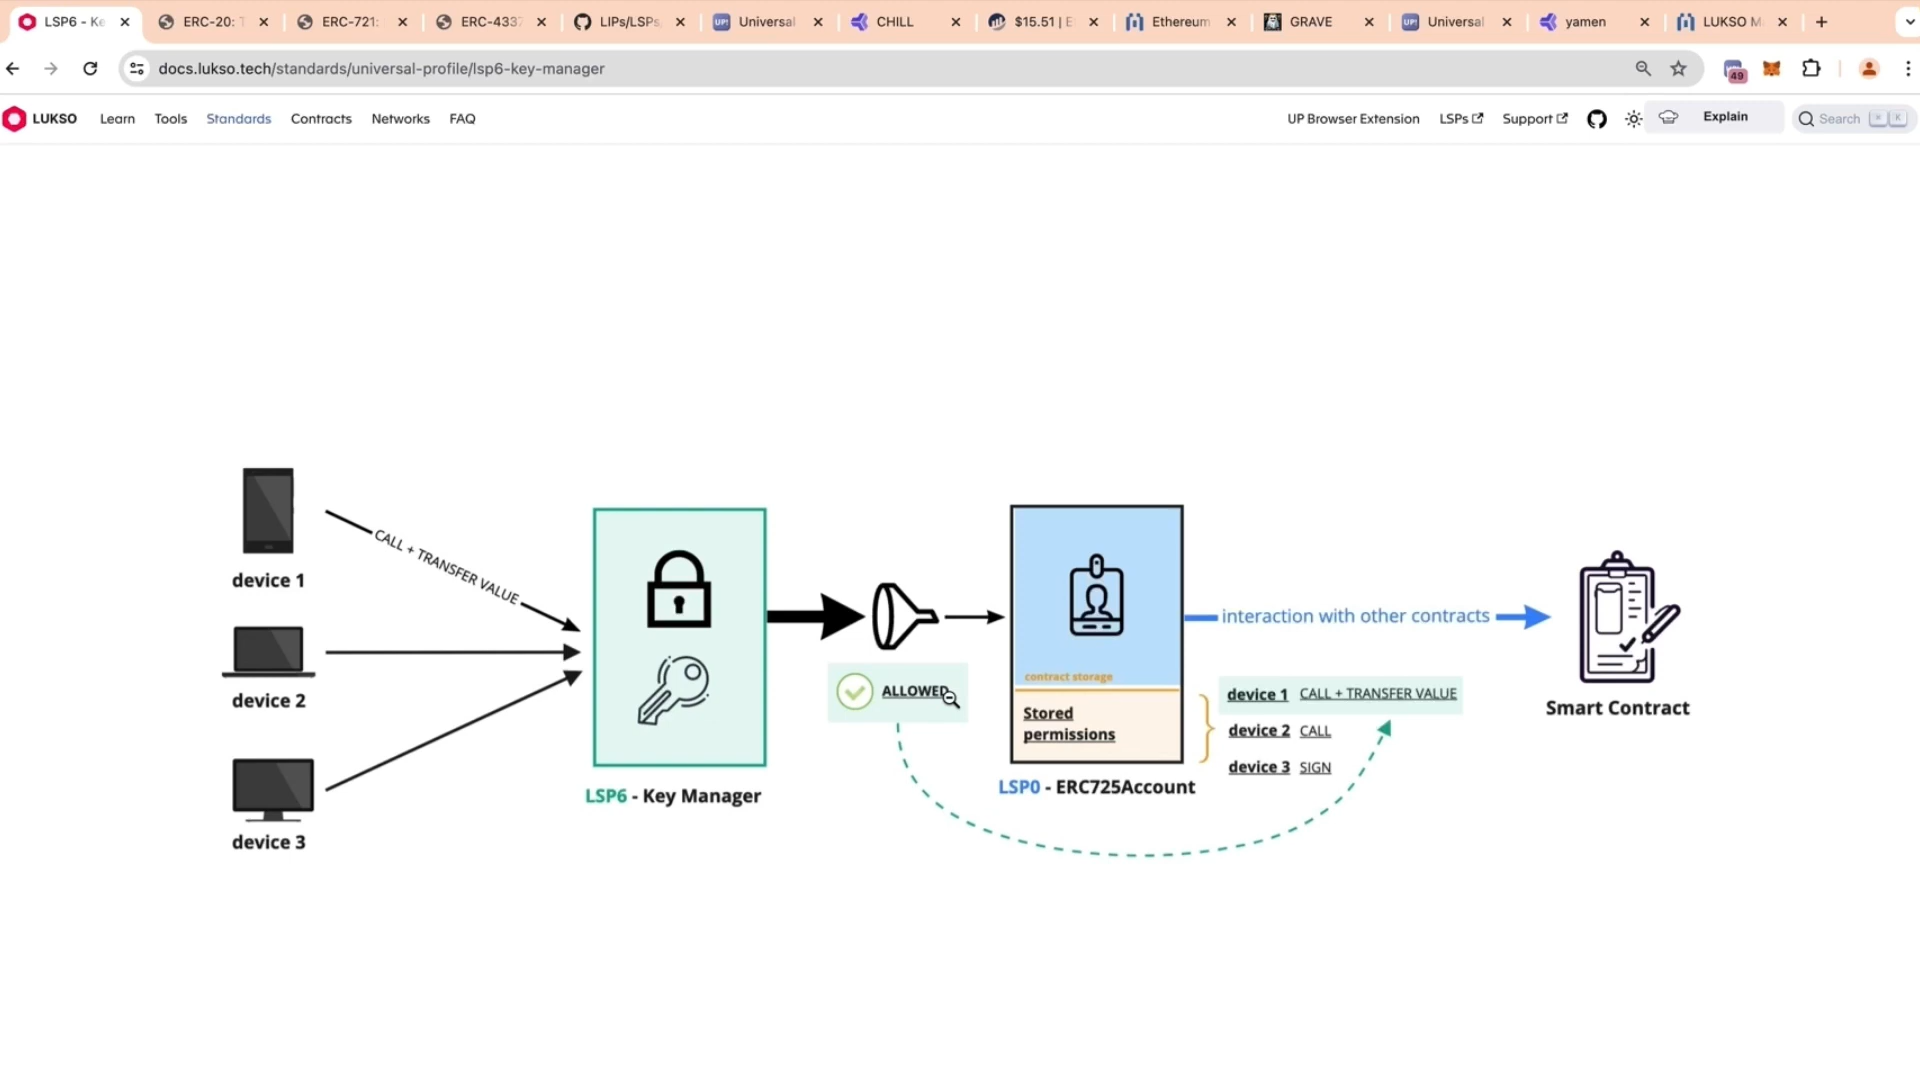 LSP6 - Ke
ERC-20: T
ERC-721:
ERC-4337
LIPs/LSPs
Universal
CHILL
$15.51 | E
Ethereum
GRAVE
Universal
yamen
LUKSO M
docs.lukso.tech/standards/universal-profile/lsp6-key-manager
49
LUKSO
Learn
Tools
Standards
Contracts
Networks
FAQ
UP Browser Extension
LSPs
Support
Explain
Search
K
CALL + TRANSFER VALUE
device 1
device 2
device 3
LSP6 - Key Manager
ALLOWED
contract storage
Stored
permissions
LSP0 - ERC725Account
interaction with other contracts
device 1 CALL + TRANSFER VALUE
device 2 CALL
device 3 SIGN
Smart Contract